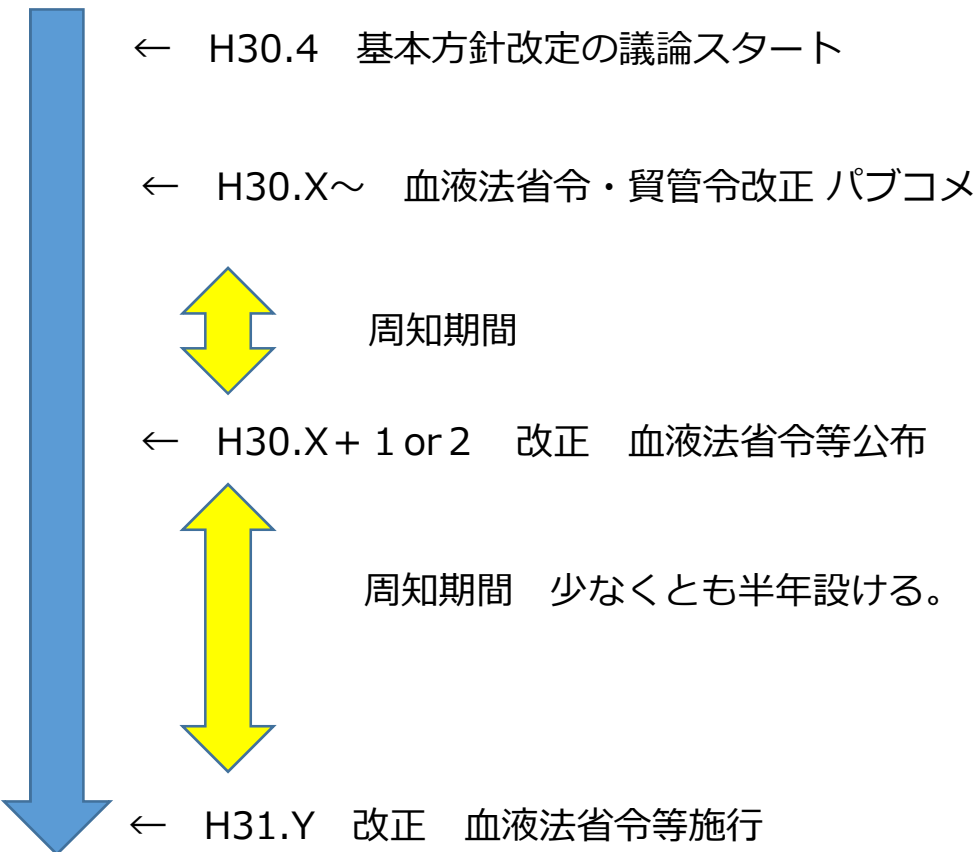 ← H30.4 基本方針改定の議論スタート
← H30.X～ 血液法省令・貿管令改正 パブコメ
周知期間
← H30.X+１or２ 改正 血液法省令等公布
周知期間 少なくとも半年設ける。
← H31.Y 改正 血液法省令等施行